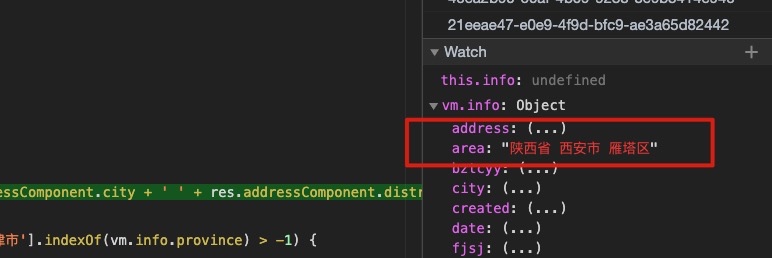 21eeae47-e0e9-4f9d-bfc9-ae3a65d82442
Watch +
this.info: undefined
vm.info: Object
address: (...)
area: "陕西省 西安市 雁塔区"
bztcyy: (...)
essComponent.city + ' ' + res.addressComponent.distr
city: (...)
created: (...)
date: (...)
津市'].indexOf(vm.info.province) > -1) {
fjsj: (...)